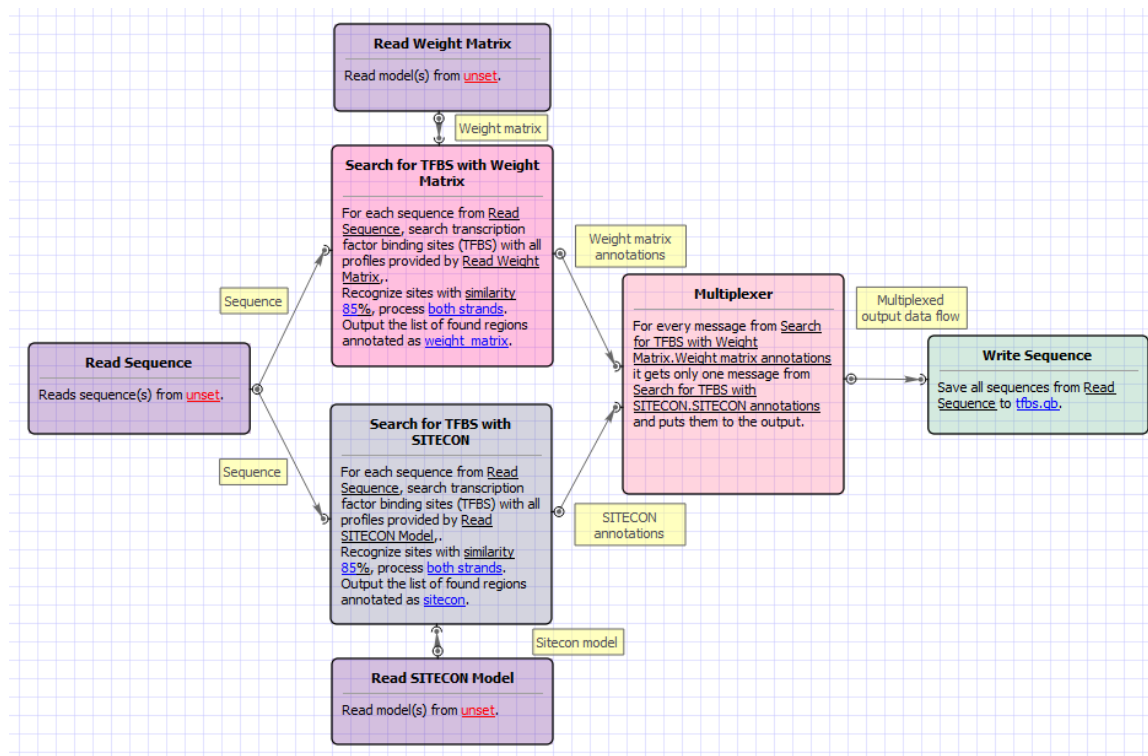 Read Weight Matrix
Read model(s) from unset.
Weight matrix
Search for TFBS with Weight
Matrix
For each sequence from Read
Sequence, search transcription
factor binding sites (TFBS) with all
profiles provided by Read Weight
Matrix,.
Recognize sites with similarity
85%, process both strands.
Output the list of found regions
annotated as weight_matrix.
Weight matrix
annotations
Sequence
Read Sequence
Reads sequence(s) from unset.
Sequence
Search for TFBS with
SITECON
For each sequence from Read
Sequence, search transcription
factor binding sites (TFBS) with all
profiles provided by Read
SITECON Model,.
Recognize sites with similarity
85%, process both strands.
Output the list of found regions
annotated as sitecon.
SITECON
annotations
Multiplexer
For every message from Search
for TFBS with Weight
Matrix.Weight matrix annotations
it gets only one message from
Search for TFBS with
SITECON.SITECON annotations
and puts them to the output.
Multiplexed
output data flow
Write Sequence
Save all sequences from Read
Sequence to tfbs.gb.
Sitecon model
Read SITECON Model
Read model(s) from unset.